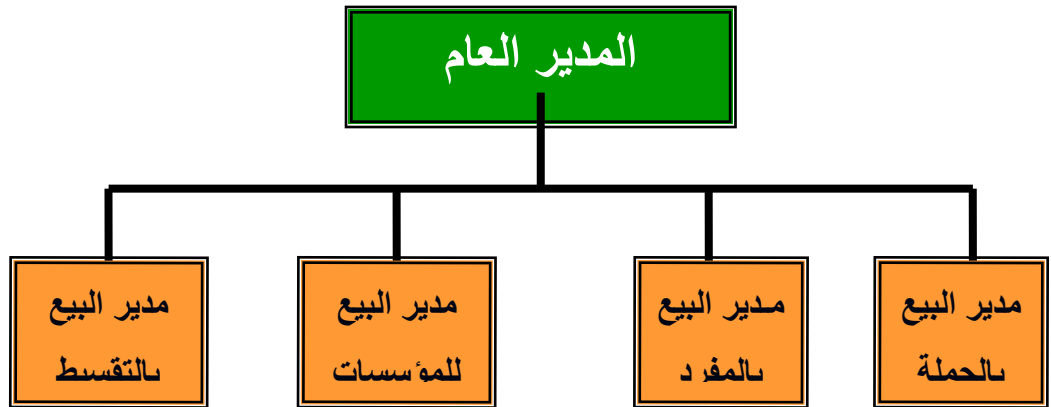 المدير العام
مدير البيع
بالجملة
مدير البيع
بالمفرد
مدير البيع
للمؤسسات
مدير البيع
بالتقسيط